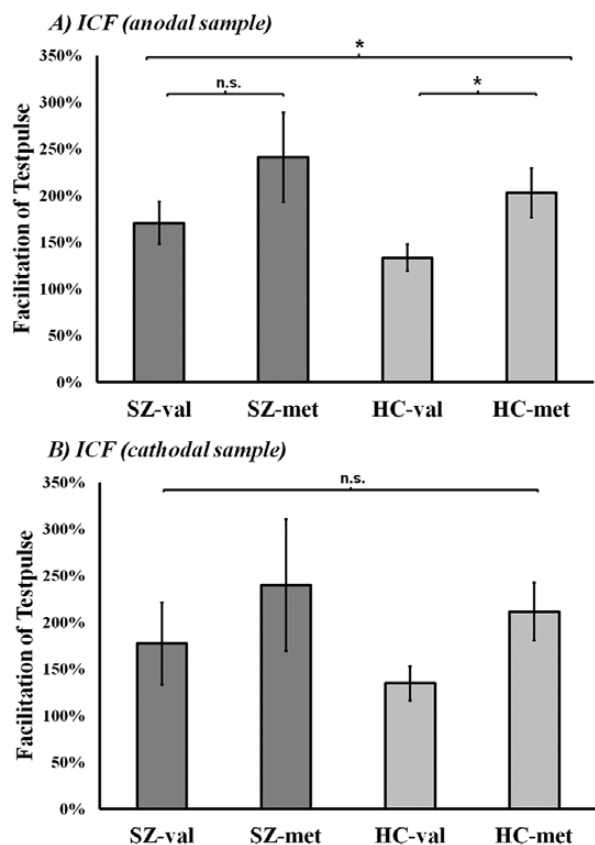 A) ICF (anodal sample)
350%
300%
250%
200%
150%
100%
50%
0%
Facilitation of Testpulse
*
n.s.
*
SZ-val SZ-met HC-val HC-met
B) ICF (cathodal sample)
350%
300%
250%
200%
150%
100%
50%
0%
Facilitation of Testpulse
n.s.
SZ-val SZ-met HC-val HC-met